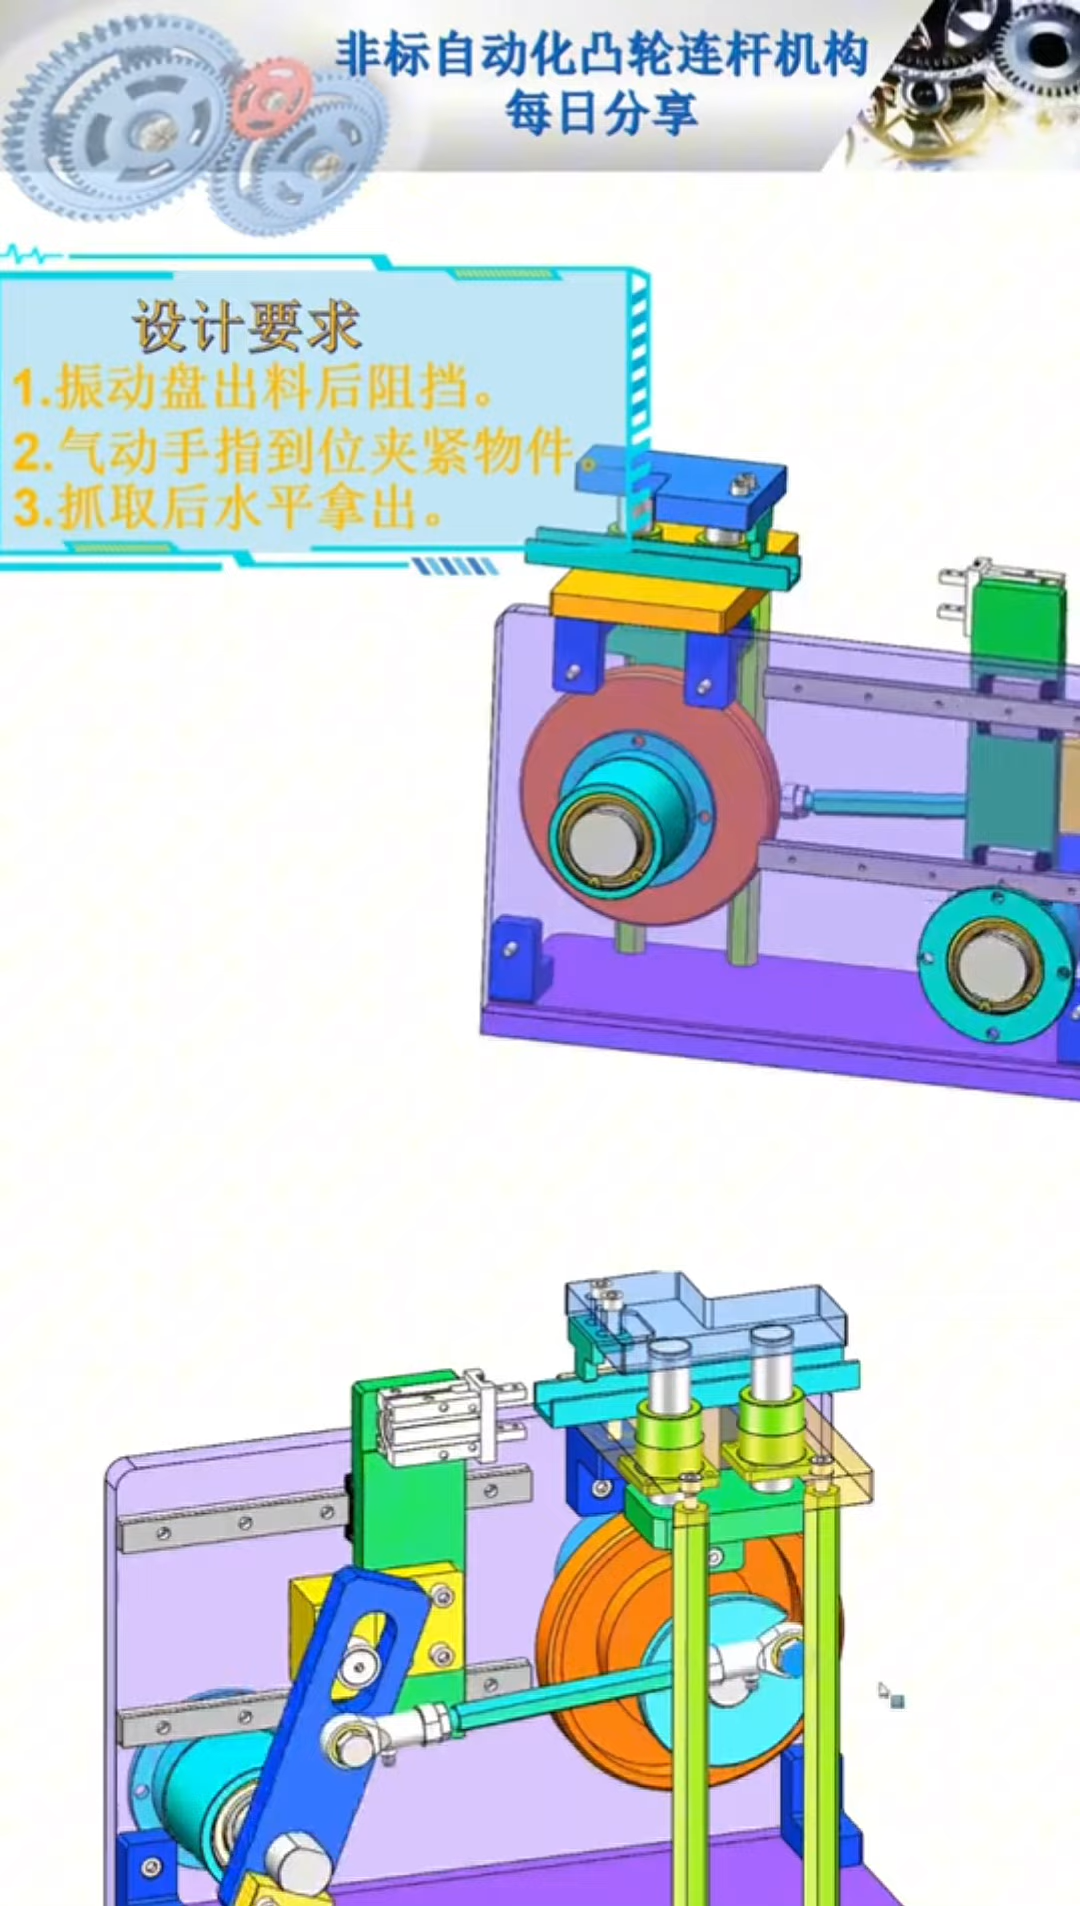 非标自动化凸轮连杆机构
每日分享
设计要求
1.振动盘出料后阻挡。
2.气动手指到位夹紧物件。
3.抓取后水平拿出。